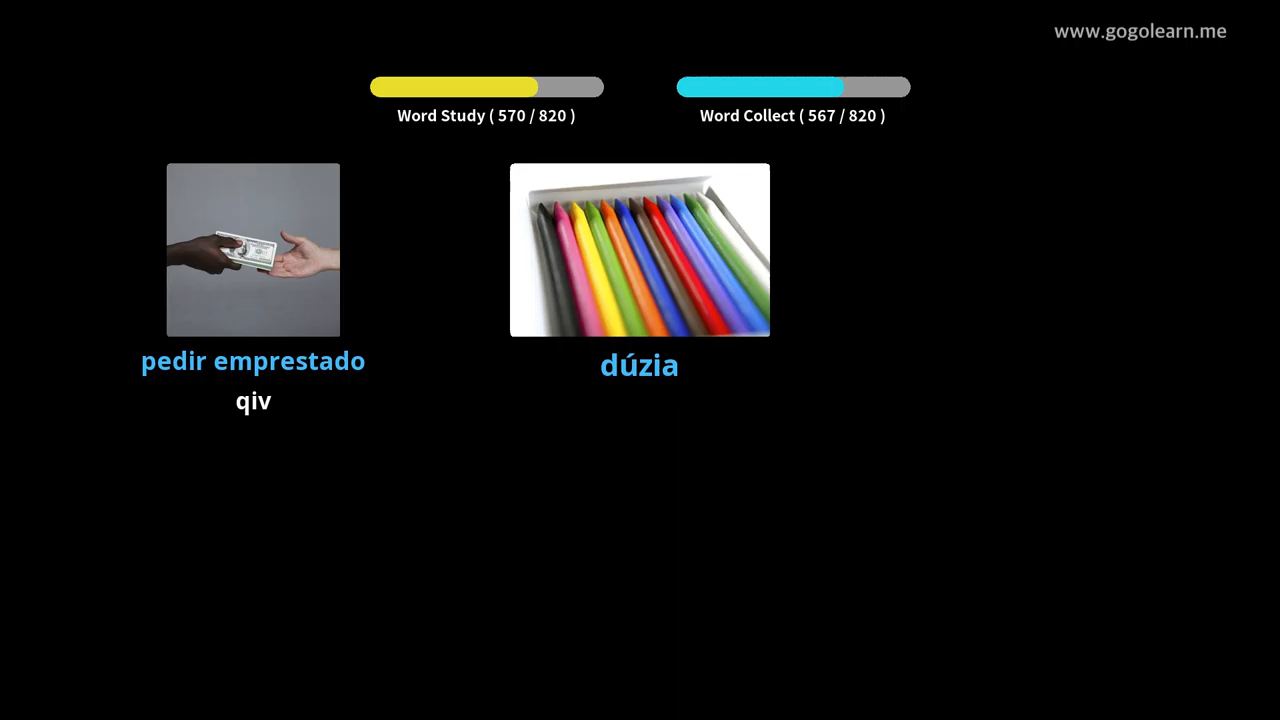 www.gogolearn.me
Word Study ( 570 / 820 )
Word Collect ( 567 / 820 )
pedir emprestado
qiv
dúzia